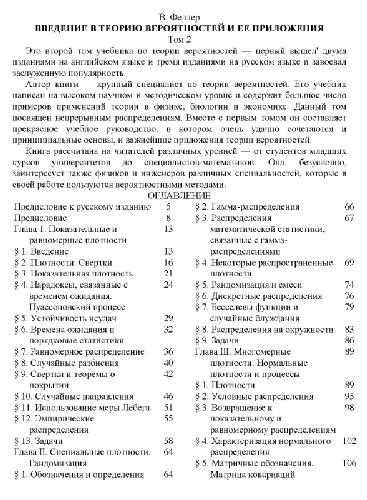 В. Феллер
ВВЕДЕНИЕ В ТЕОРИЮ ВЕРОЯТНОСТЕЙ И ЕЕ ПРИЛОЖЕНИЯ
Том 2
Это второй том учебника по теории вероятностей — первый вышел' двумя
изданиями на английском языке и тремя изданиями на русском языке и завоевал
заслуженную популярность.
Автор книги — крупный специалист по теории вероятностей. Его учебник
написан на высоком научном и методическом уровне и содержит большое число
примеров применений теории в физике, биологии и экономике. Данный том
посвящен непрерывным распределениям. Вместе с первым томом он составляет
прекрасное учебное руководство, в котором очень удачно сочетаются и
принципиальные основы, и важнейшие приложения теории вероятностей.
Книга рассчитана на читателей различных уровней — от студентов младших
курсов университетов до специалистов-математиков. Она, безусловно,
заинтересует также физиков и инженеров различных специальностей, которые в
своей работе пользуются вероятностными методами.
ОГЛАВЛЕНИЕ
Предисловие к русскому изданию 5
Предисловие 8
Глава I. Показательные и 13
равномерные плотности
§ 1. Введение 13
§ 2. Плотности. Свертки 16
§ 3. Показательная плотность 21
§ 4. Парадоксы, связанные с 24
временем ожидания.
Пуассоновский процесс
§ 5. Устойчивость неудач 29
§ 6. Времена ожидания и 32
порядковые статистики
§ 7. Равномерное распределение 36
§ 8. Случайные разбиения 40
§ 9. Свертки и теоремы о 42
покрытии
§ 10. Случайные направления 46
§ 11. Использование меры Лебега 51
§ 12. Эмпирические 55
распределения
§ 13. Задачи 58
Глава II. Специальные плотности. 64
Рандомизация
§ 1. Обозначения и определения 64
§ 2. Гамма-распределения 66
§ 3. Распределения 67
математической статистики,
связанные с гамма-
распределениями
§ 4. Некоторые распространенные 69
плотности
§ 5. Рандомизация и смеси 74
§ 6. Дискретные распределения 76
§ 7. Бесселевы функции и 79
случайные блуждания
§ 8. Распределения на окружности 83
§ 9. Задачи 86
Глава III. Многомерные 89
плотности. Нормальные
плотности и процессы
§ 1. Плотности 89
§ 2. Условные распределения 95
§ 3. Возвращение к 98
показательному и
равномерному распределениям
§ 4. Характеризация нормального 102
распределения
§ 5. Матричные обозначения. 106
Матрица ковариаций